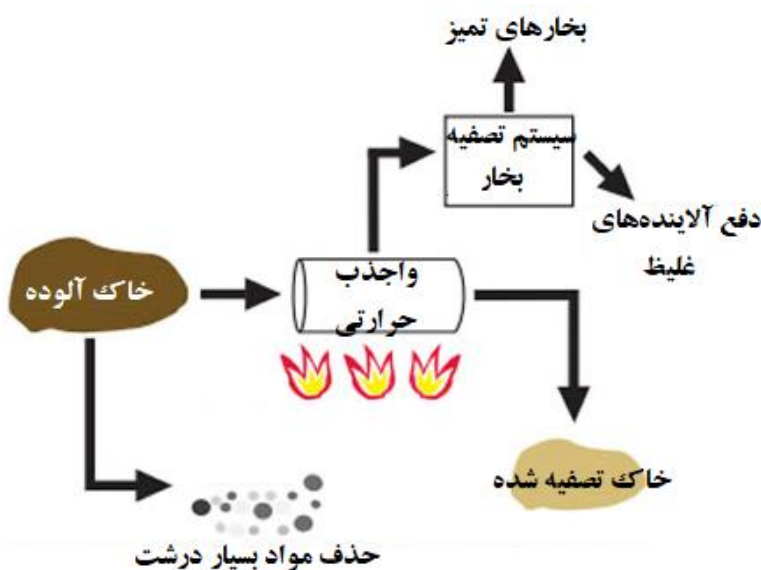 بخارهای تمیز
سیستم تصفیه
بخار
دفع آلاینده‌های
غلیظ
واجذب
حرارتی
خاک آلوده
خاک تصفیه شده
حذف مواد بسیار درشت